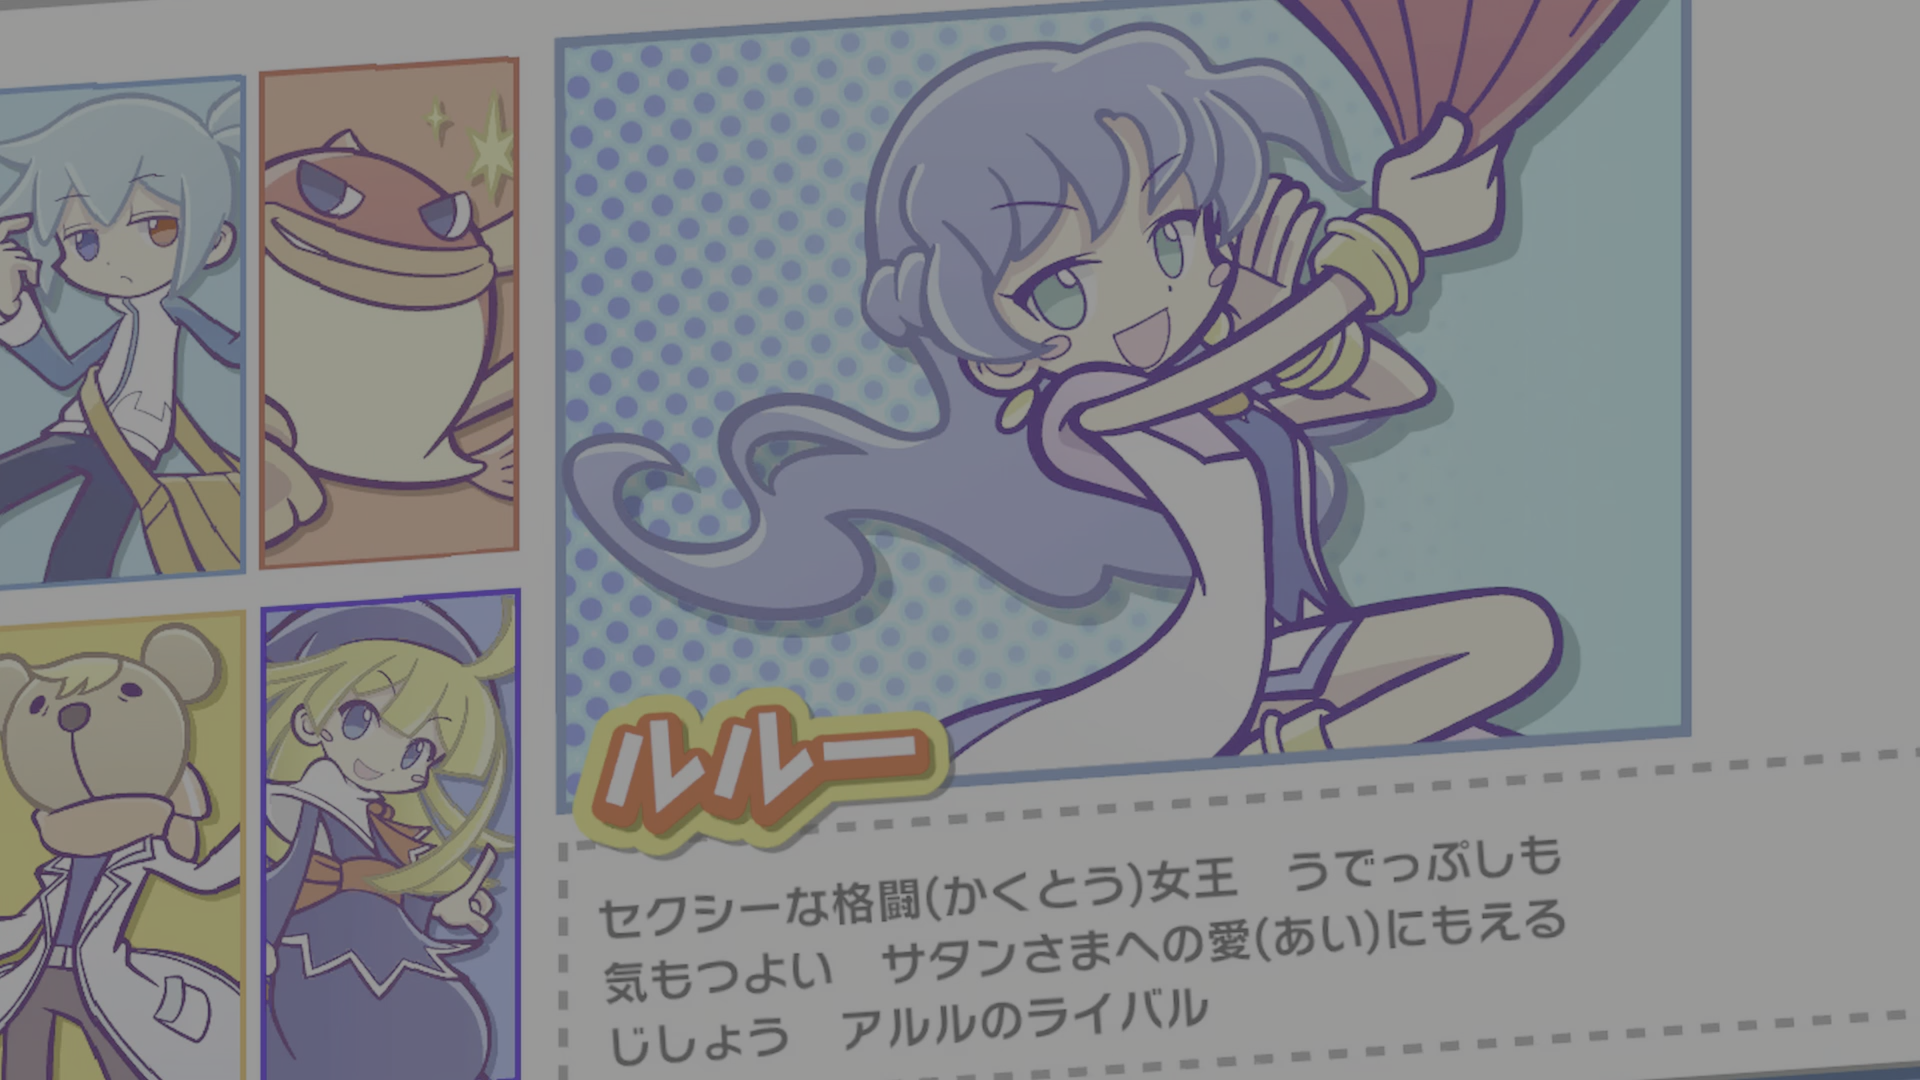 ルルー
セクシーな格闘(かくとう)女王　うでっぷしも
気もつよい　サタンさまへの愛(あい)にもえる
じしょう　アルルのライバル